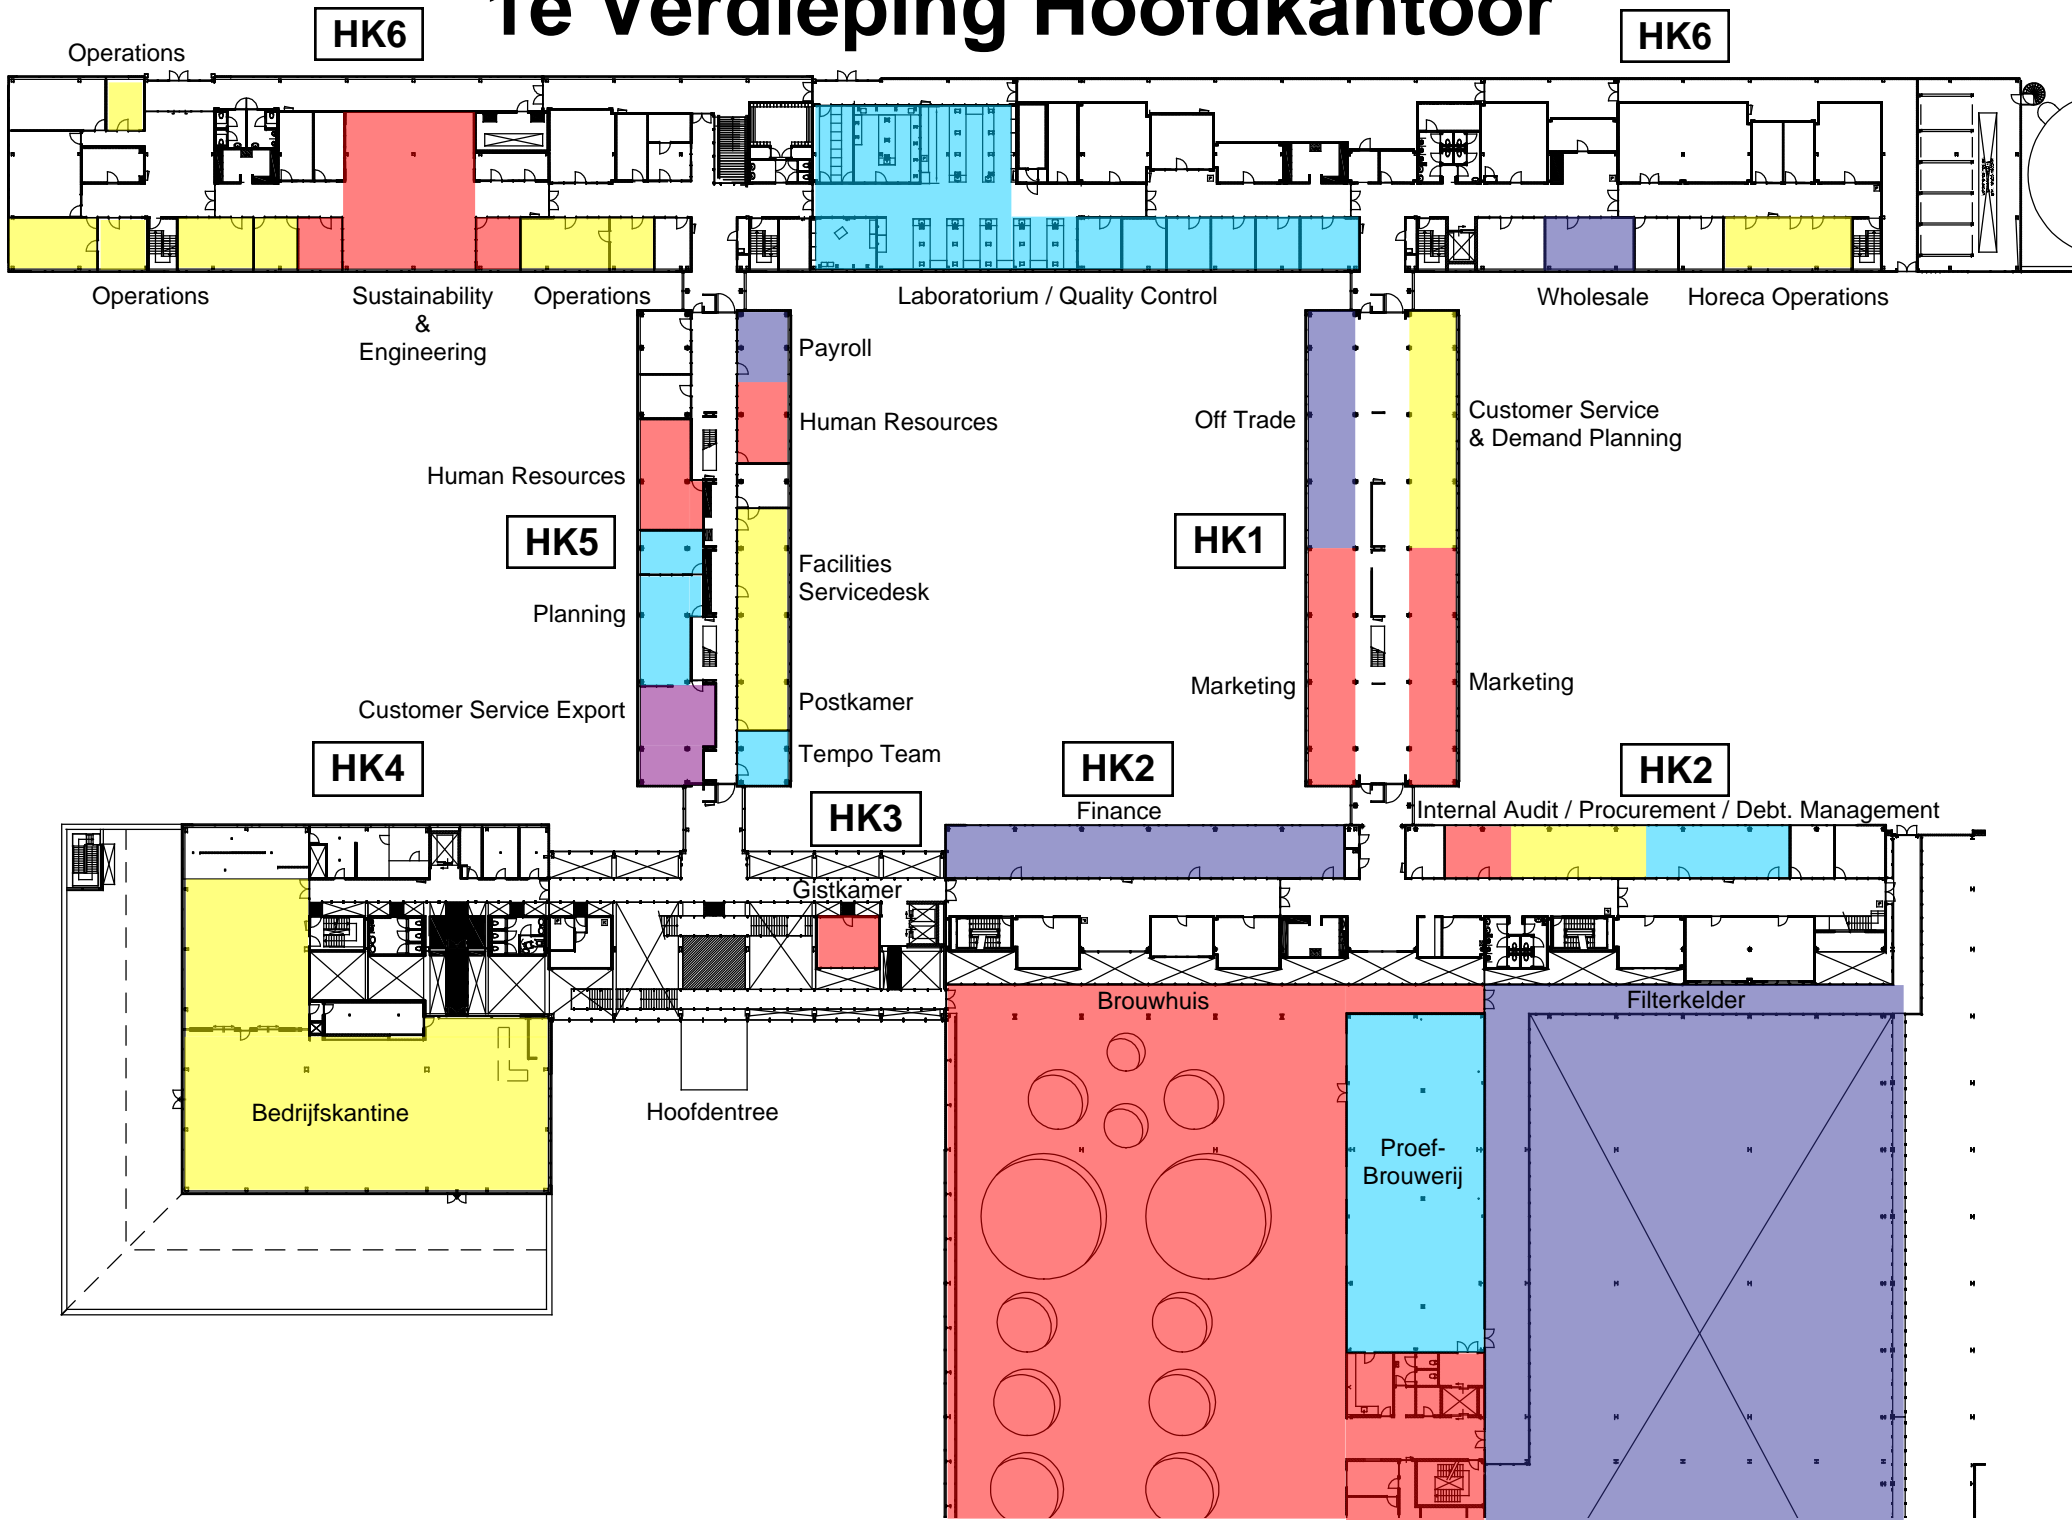 1e Verdieping Hoofdkantoor
HK6
HK6
Operations
Operations
Sustainability
&
Engineering
Operations
Laboratorium / Quality Control
Wholesale
Horeca Operations
Payroll
Human Resources
Off Trade
Customer Service
& Demand Planning
Human Resources
HK5
HK1
Facilities
Servicedesk
Planning
Marketing
Marketing
Customer Service Export
Postkamer
Tempo Team
HK4
HK2
HK2
HK3
Finance
Internal Audit / Procurement / Debt. Management
Gistkamer
Brouwhuis
Filterkelder
Bedrijfskantine
Hoofdentree
Proef-
Brouwerij